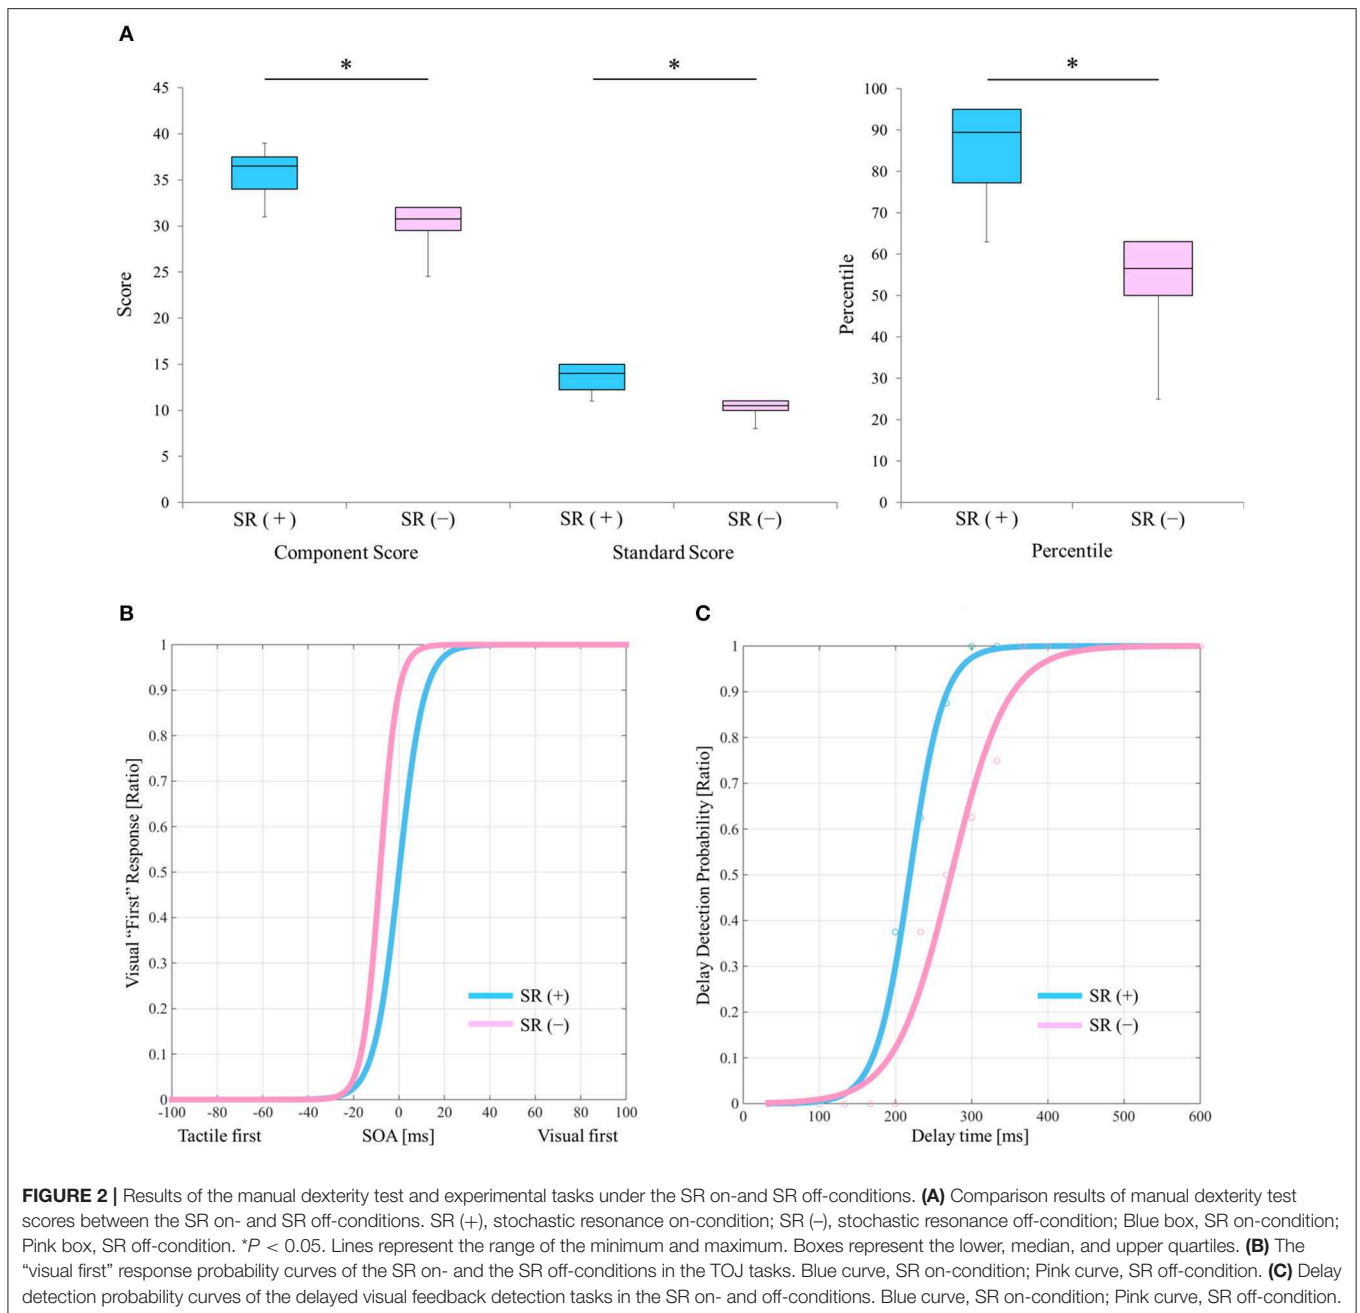 A
*
*
*
45
40
35
30
25
20
15
10
5
0
Score
SR (+)
SR (−)
SR (+)
SR (−)
Component Score
Standard Score
100
90
80
70
60
50
40
30
20
10
0
Percentile
SR (+)
SR (−)
Percentile
B
1
0.9
0.8
0.7
0.6
0.5
0.4
0.3
0.2
0.1
0
Visual “First” Response [Ratio]
SR (+)
SR (−)
-100 -80 -60 -40 -20 0 20 40 60 80 100
Tactile first SOA [ms] Visual first
C
1
0.9
0.8
0.7
0.6
0.5
0.4
0.3
0.2
0.1
0
Delay Detection Probability [Ratio]
SR (+)
SR (−)
0 100 200 300 400 500 600
Delay time [ms]
FIGURE 2 | Results of the manual dexterity test and experimental tasks under the SR on-and SR off-conditions. (A) Comparison results of manual dexterity test
scores between the SR on- and SR off-conditions. SR (+), stochastic resonance on-condition; SR (–), stochastic resonance off-condition; Blue box, SR on-condition;
Pink box, SR off-condition. *P < 0.05. Lines represent the range of the minimum and maximum. Boxes represent the lower, median, and upper quartiles. (B) The
“visual first” response probability curves of the SR on- and the SR off-conditions in the TOJ tasks. Blue curve, SR on-condition; Pink curve, SR off-condition. (C) Delay
detection probability curves of the delayed visual feedback detection tasks in the SR on- and off-conditions. Blue curve, SR on-condition; Pink curve, SR off-condition.